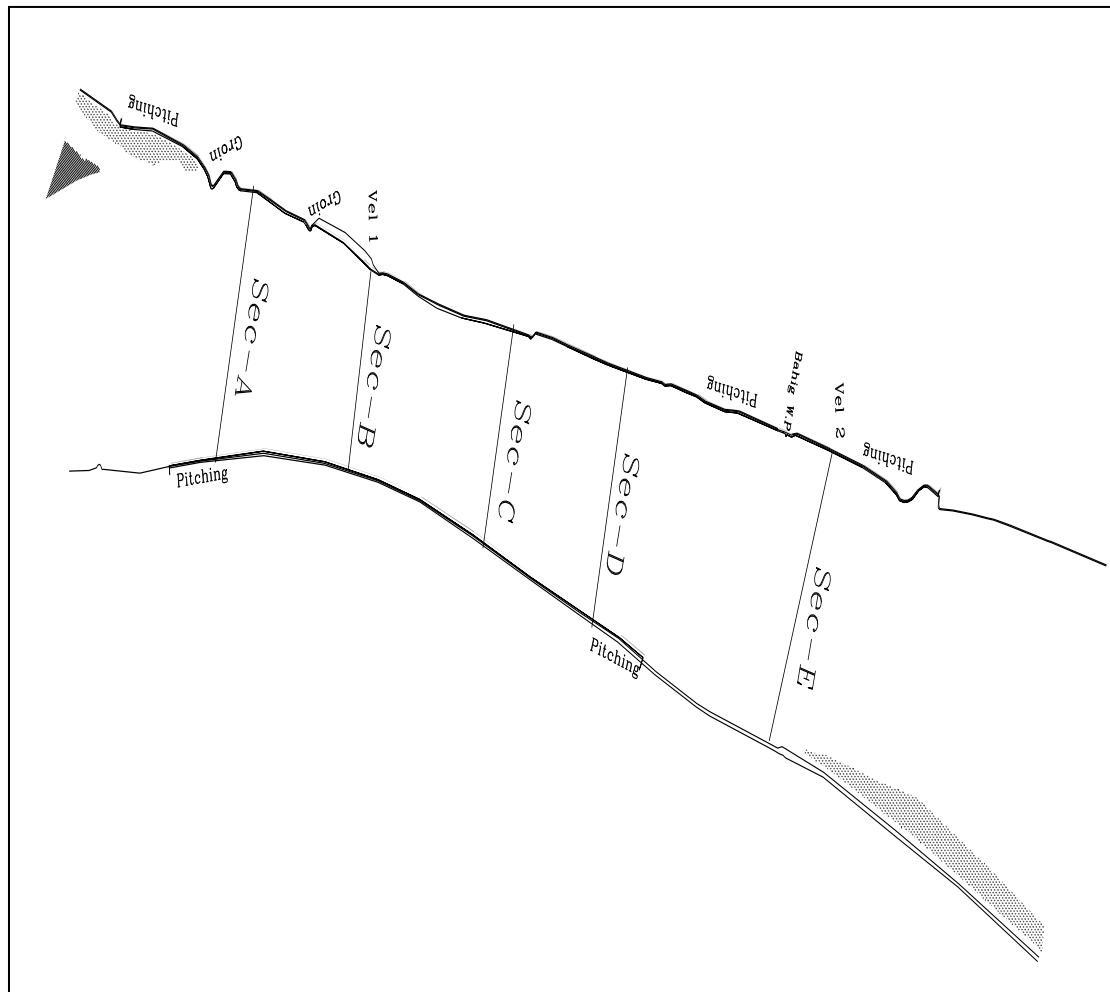 Pitching
Groin
Groin
Vel 1
Sec-A
Sec-B
Sec-C
Sec-D
Pitching
Bahig W.P.
Vel 2
Pitching
Sec-E
Pitching
Pitching